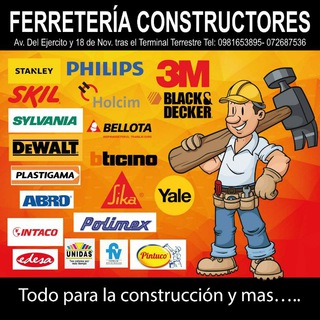 FERRETERÍA CONSTRUCTORES
Av. Del Ejercito y 18 de Nov. tras el Terminal Terrestre Tel: 0981653895- 072687536
STANLEY
PHILIPS
3M
SKIL
Holcim
BLACK&
DECKER
SYLVANIA
BELLOTA
DEWALT
bticino
PLASTIGAMA
Sika
Yale
ABRO
INTACO
Polimex
edesa
UNIDAS
fv
Pintuco
Todo para la construcción y mas…..